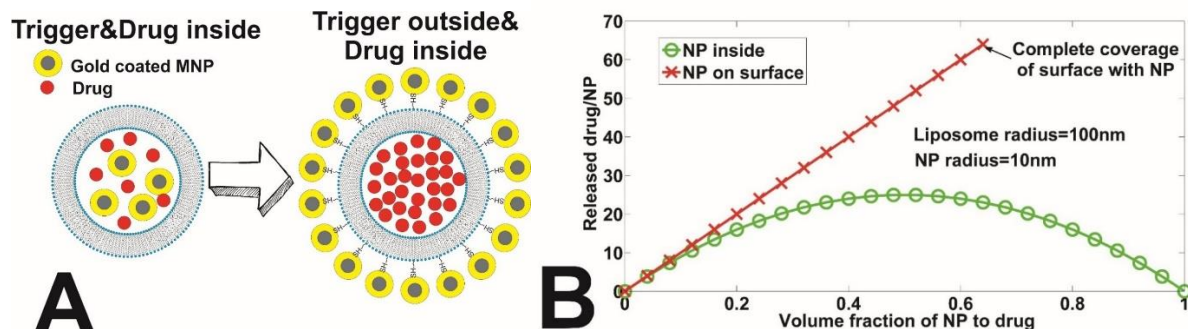 Trigger&Drug inside
Gold coated MNP
Drug
Trigger outside&
Drug inside
A
B
70
60
50
40
30
20
10
0
Released drug/NP
NP inside
NP on surface
Complete coverage
of surface with NP
Liposome radius=100nm
NP radius=10nm
0
0.2
0.4
0.6
0.8
1
Volume fraction of NP to drug